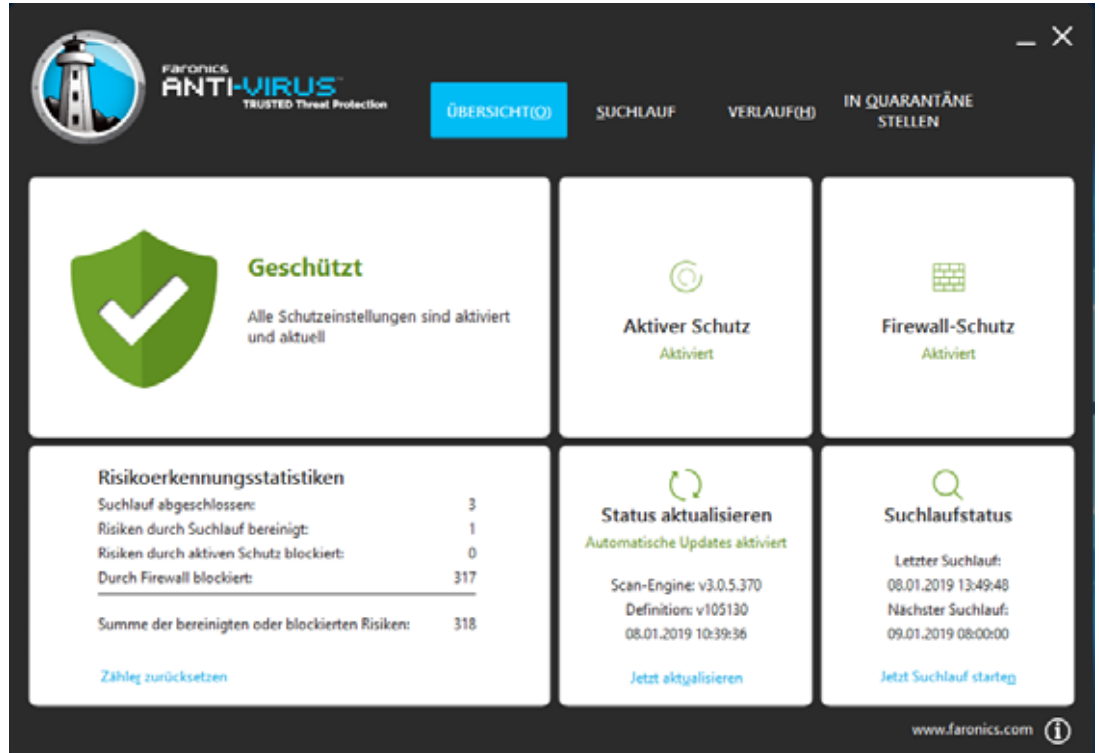 Faronics
ANTI-VIRUS™
TRUSTED Threat Protection
ÜBERSICHT(O)
SUCHLAUF
VERLAUF(H)
IN QUARANTÄNE
STELLEN
Geschützt
Alle Schutzeinstellungen sind aktiviert
und aktuell
Aktiver Schutz
Aktiviert
Firewall-Schutz
Aktiviert
Risikoerkennungsstatistiken
Suchlauf abgeschlossen: 3
Risiken durch Suchlauf bereinigt: 1
Risiken durch aktiven Schutz blockiert: 0
Durch Firewall blockiert: 317
Summe der bereinigten oder blockierten Risiken: 318
Zähler zurücksetzen
Status aktualisieren
Automatische Updates aktiviert
Scan-Engine: v3.0.5.370
Definition: v105130
08.01.2019 10:39:36
Jetzt aktualisieren
Suchlaufstatus
Letzter Suchlauf:
08.01.2019 13:49:48
Nächster Suchlauf:
09.01.2019 08:00:00
Jetzt Suchlauf starten
www.faronics.com